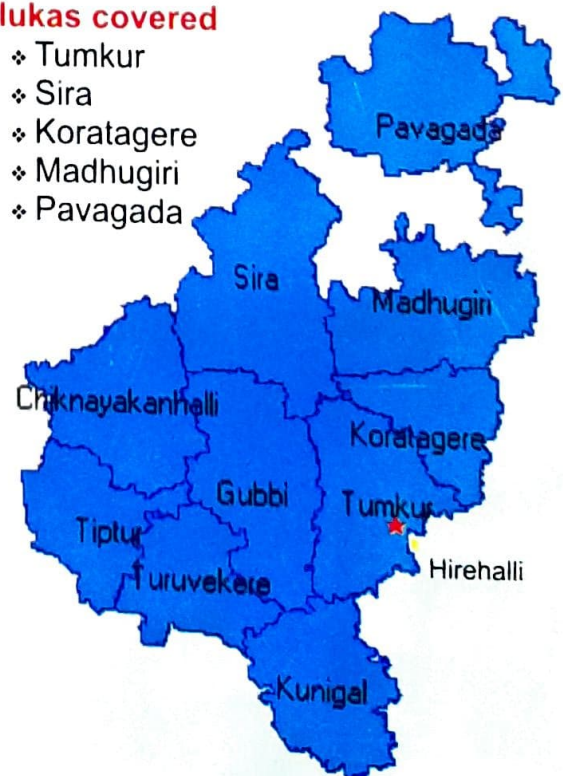 lukas covered
❖ Tumkur
❖ Sira
❖ Koratagere
❖ Madhugiri
❖ Pavagada
Pavagada
Sira
Madhugiri
Chiknayakanhalli
Koratagere
Gubbi
Tumkur
Tiptur
Hirehalli
Turuvekere
Kunigal